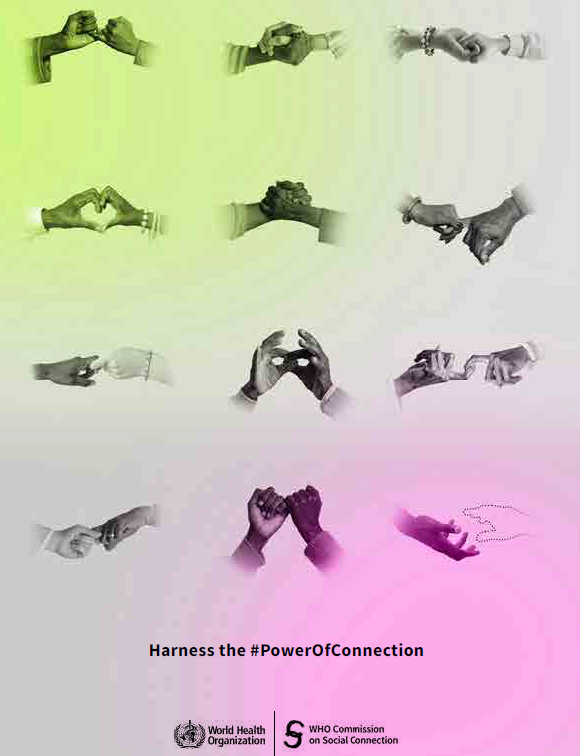 Harness the #PowerOfConnection
World Health
Organization
WHO Commission
on Social Connection